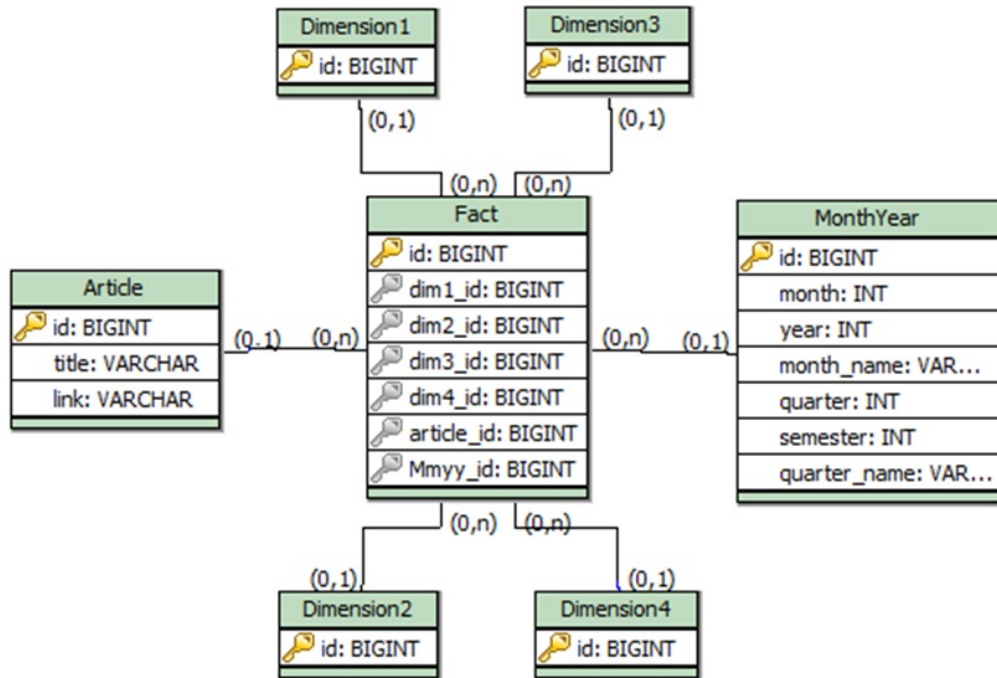 Dimension1
id: BIGINT
(0,1)
Dimension3
id: BIGINT
(0,1)
(0,n)
(0,n)
Fact
id: BIGINT
dim1_id: BIGINT
dim2_id: BIGINT
dim3_id: BIGINT
dim4_id: BIGINT
article_id: BIGINT
Mmyy_id: BIGINT
Article
id: BIGINT
title: VARCHAR
link: VARCHAR
(0,1)
(0,n)
(0,n)
(0,1)
MonthYear
id: BIGINT
month: INT
year: INT
month_name: VAR...
quarter: INT
semester: INT
quarter_name: VAR...
(0,n)
(0,n)
(0,1)
(0,1)
Dimension2
id: BIGINT
Dimension4
id: BIGINT